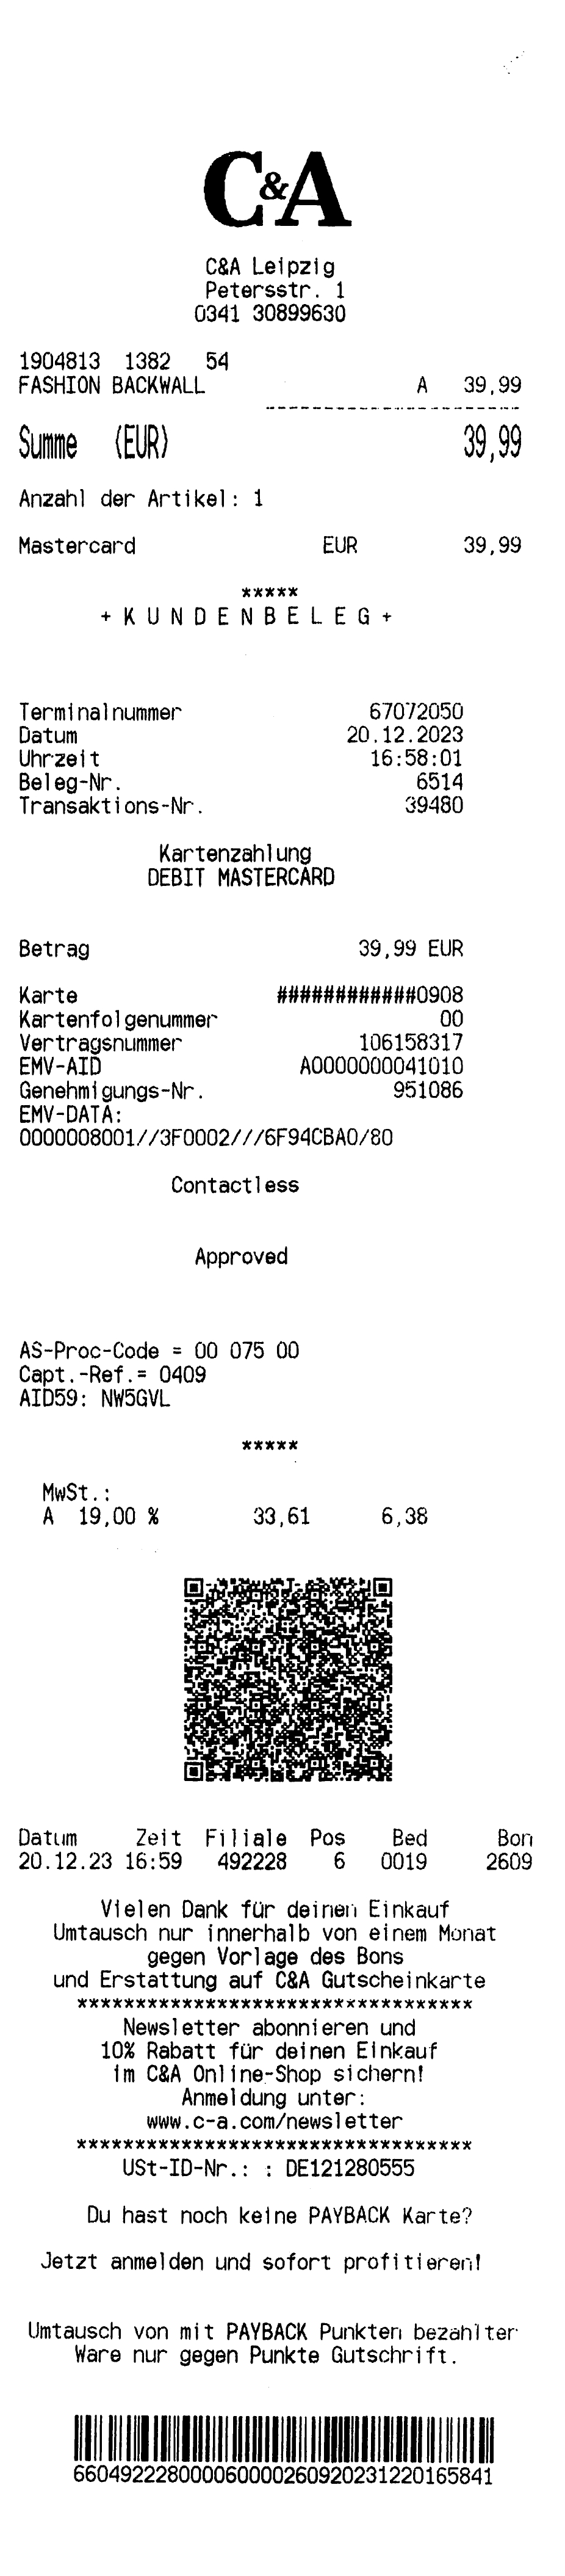 C&A
C&A Leipzig
Petersstr. 1
0341 30899630
1904813 1382 54
FASHION BACKWALL A 39,99
Summe (EUR) 39,99
Anzahl der Artikel: 1
Mastercard EUR 39,99
*****
+ K U N D E N B E L E G +
Terminalnummer 67072050
Datum 20.12.2023
Uhrzeit 16:58:01
Beleg-Nr. 6514
Transaktions-Nr. 39480
Kartenzahlung
DEBIT MASTERCARD
Betrag 39,99 EUR
Karte ############0908
Kartenfolgenummer 00
Vertragsnummer 106158317
EMV-AID A0000000041010
Genehmigungs-Nr. 951086
EMV-DATA:
0000008001//3F0002///6F94CBA0/80
Contactless
Approved
AS-Proc-Code = 00 075 00
Capt.-Ref.= 0409
AID59: NW5GVL
*****
MwSt.:
A 19,00 % 33,61 6,38
Datum Zeit Filiale Pos Bed Bon
20.12.23 16:59 492228 6 0019 2609
Vielen Dank für deinen Einkauf
Umtausch nur innerhalb von einem Monat
gegen Vorlage des Bons
und Erstattung auf C&A Gutscheinkarte
**********************************
Newsletter abonnieren und
10% Rabatt für deinen Einkauf
im C&A Online-Shop sichern!
Anmeldung unter:
www.c-a.com/newsletter
**********************************
USt-ID-Nr.: : DE121280555
Du hast noch keine PAYBACK Karte?
Jetzt anmelden und sofort profitieren!
Umtausch von mit PAYBACK Punkten bezahlter
Ware nur gegen Punkte Gutschrift.
660492228000060000260920231220165841